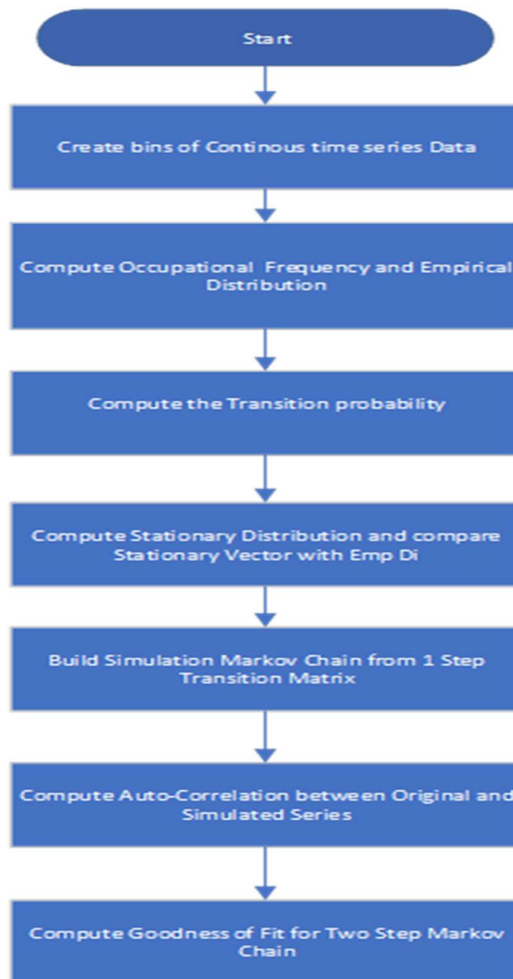 Start
Create bins of Continous time series Data
Compute Occupational Frequency and Empirical
Distribution
Compute the Transition probability
Compute Stationary Distribution and compare
Stationary Vector with Emp Di
Build Simulation Markov Chain from 1 Step
Transition Matrix
Compute Auto-Correlation between Original and
Simulated Series
Compute Goodness of Fit for Two Step Markov
Chain